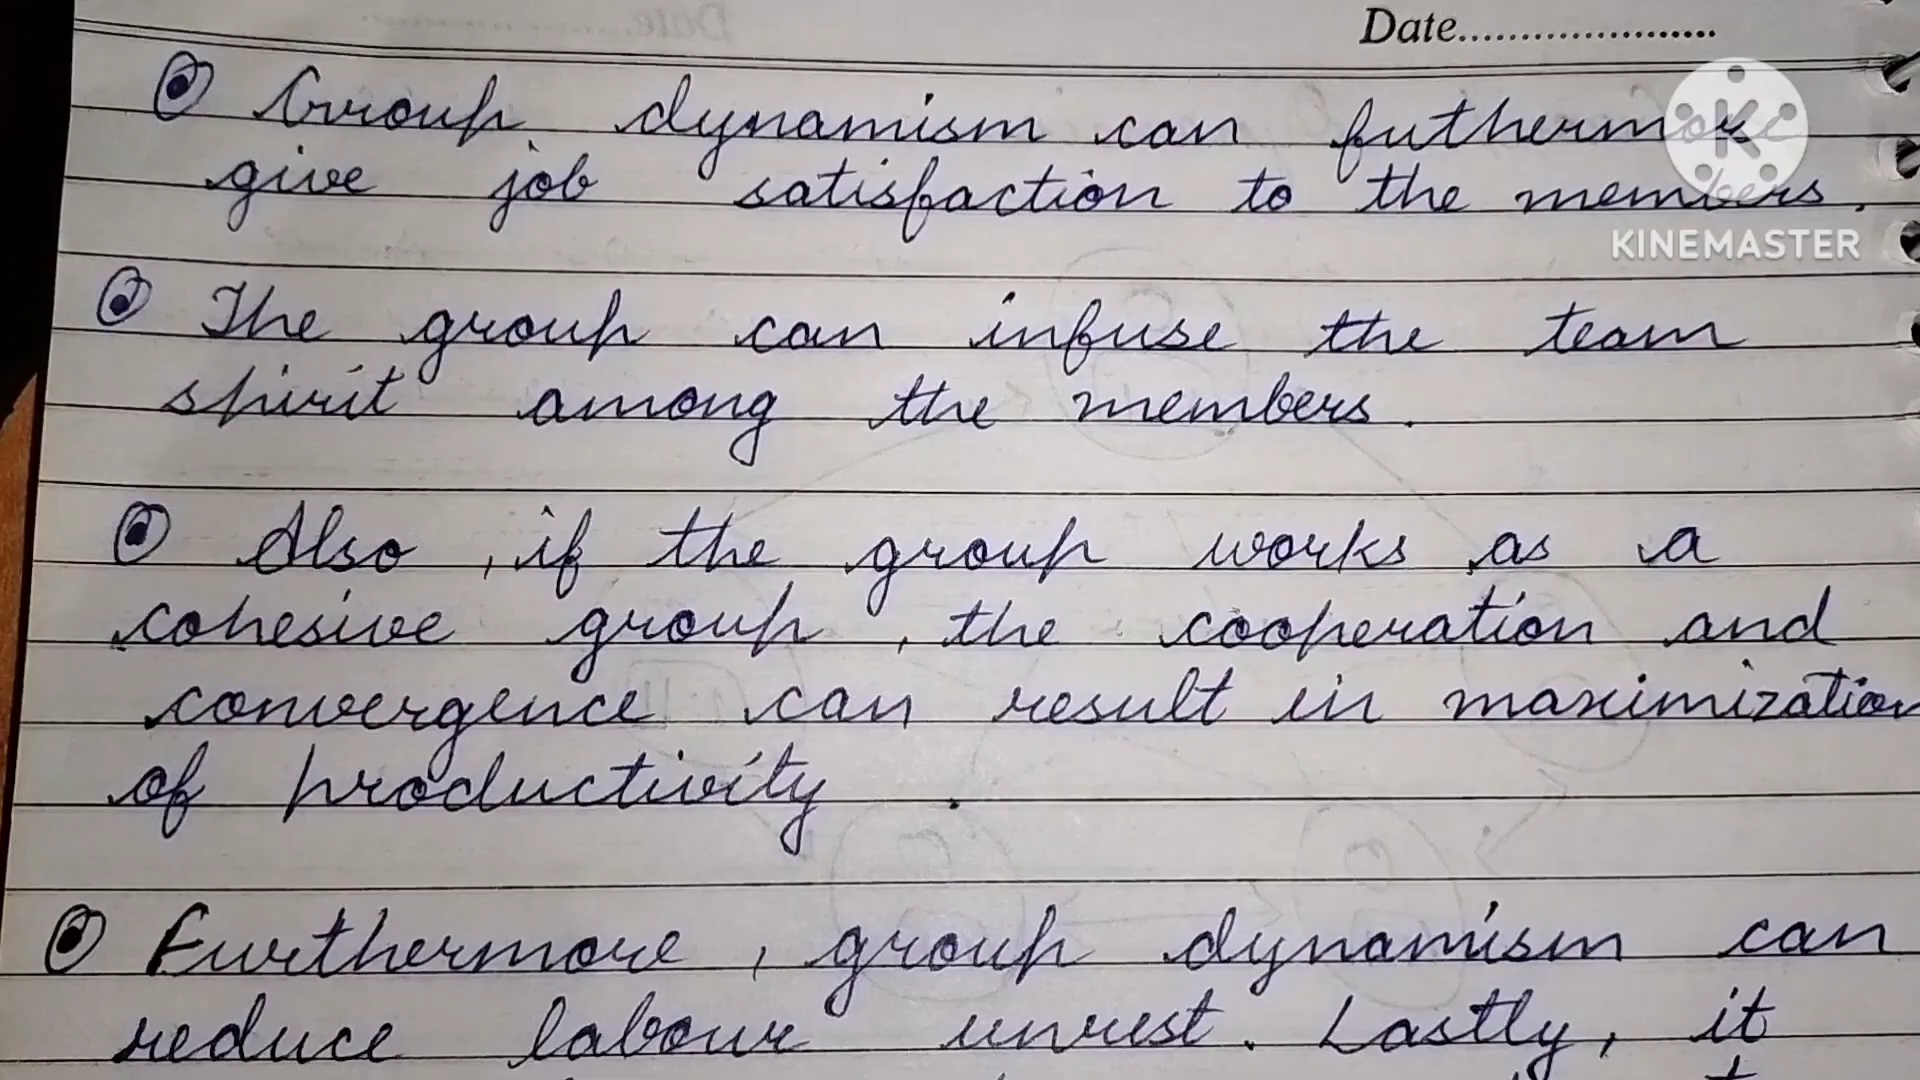 Date.....................
Group dynamism can futhermore
give job satisfaction to the members.
KINEMASTER
The group can infuse the team
spirit among the members.
Also, if the group works as a
cohesive group, the cooperation and
convergence can result in maximization
of productivity.
Furthermore, group dynamism can
reduce labour unrest. Lastly, it